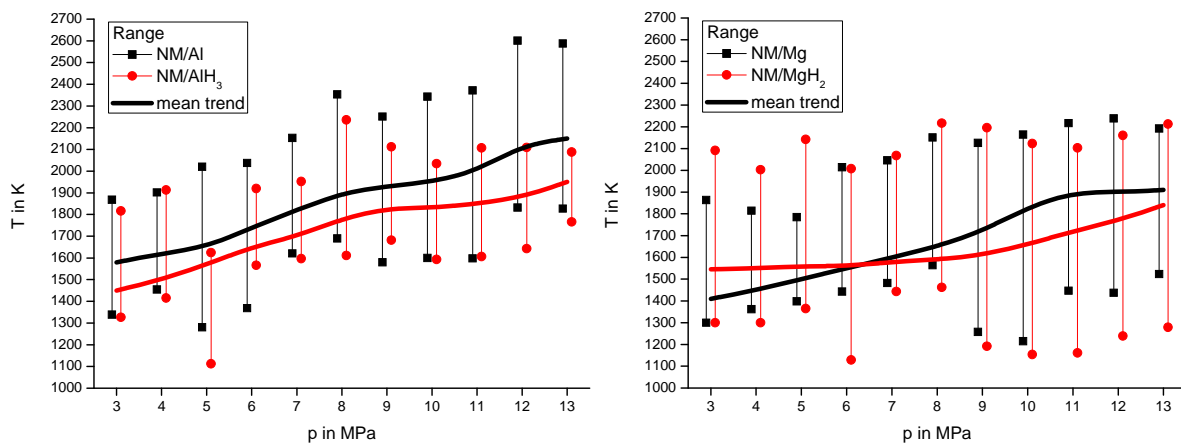 2700
2600
2500
2400
2300
2200
2100
2000
1900
1800
1700
1600
1500
1400
1300
1200
1100
1000
T in K
Range
NM/Al
NM/AlH₃
mean trend
3 4 5 6 7 8 9 10 11 12 13
p in MPa
2700
2600
2500
2400
2300
2200
2100
2000
1900
1800
1700
1600
1500
1400
1300
1200
1100
1000
T in K
Range
NM/Mg
NM/MgH₂
mean trend
3 4 5 6 7 8 9 10 11 12 13
p in MPa